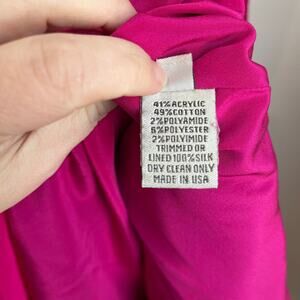 41% ACRYLIC
49% COTTON
2% POLYAMIDE
6% POLYESTER
2% POLYIMIDE
TRIMMED OR
LINED 100% SILK
DRY CLEAN ONLY
MADE IN USA